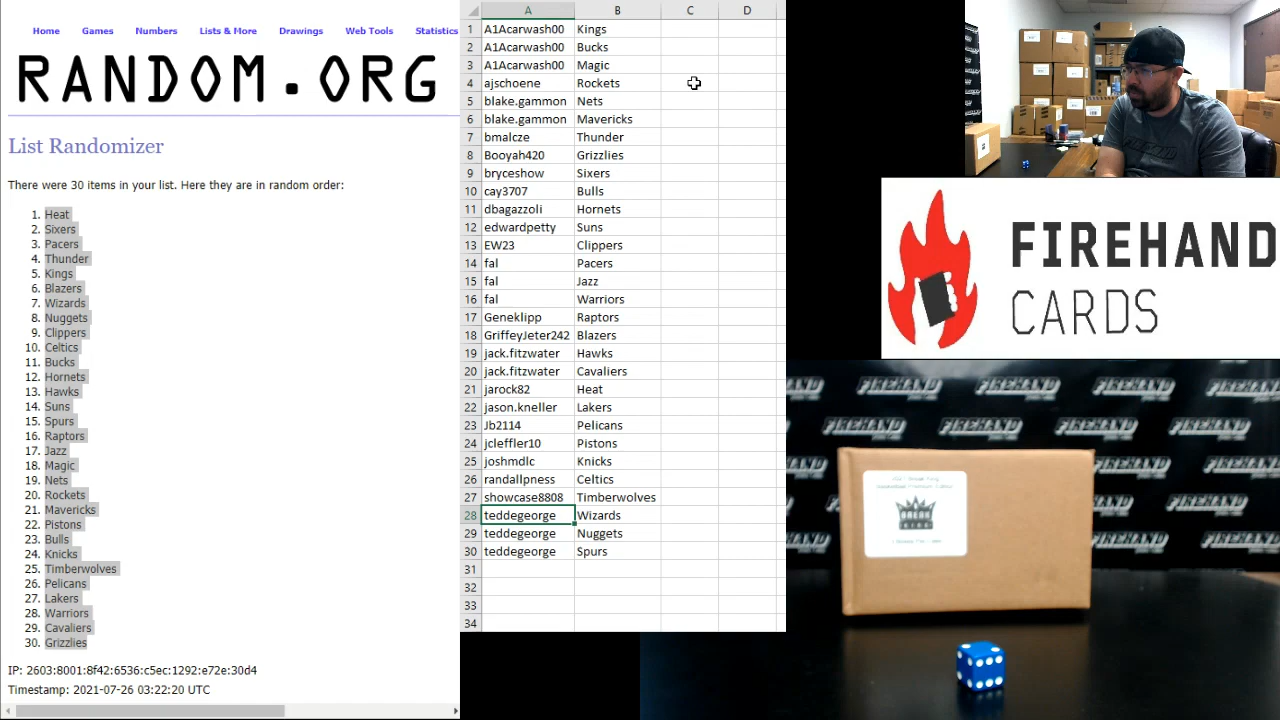 Home Games Numbers Lists & More Drawings Web Tools Statistics
RANDOM.ORG
List Randomizer
There were 30 items in your list. Here they are in random order:
1. Heat
2. Sixers
3. Pacers
4. Thunder
5. Kings
6. Blazers
7. Wizards
8. Nuggets
9. Clippers
10. Celtics
11. Bucks
12. Hornets
13. Hawks
14. Suns
15. Spurs
16. Raptors
17. Jazz
18. Magic
19. Nets
20. Rockets
21. Mavericks
22. Pistons
23. Bulls
24. Knicks
25. Timberwolves
26. Pelicans
27. Lakers
28. Warriors
29. Cavaliers
30. Grizzlies
IP: 2603:8001:8f42:6536:c5ec:1292:e72e:30d4
Timestamp: 2021-07-26 03:22:20 UTC
A B C D
1 A1Acarwash00 Kings
2 A1Acarwash00 Bucks
3 A1Acarwash00 Magic
4 ajschoene Rockets
5 blake.gammon Nets
6 blake.gammon Mavericks
7 bmalcze Thunder
8 Booyah420 Grizzlies
9 bryceshow Sixers
10 cay3707 Bulls
11 dbagazzoli Hornets
12 edwardpetty Suns
13 EW23 Clippers
14 fal Pacers
15 fal Jazz
16 fal Warriors
17 Geneklipp Raptors
18 GriffeyJeter242 Blazers
19 jack.fitzwater Hawks
20 jack.fitzwater Cavaliers
21 jarock82 Heat
22 jason.kneller Lakers
23 Jb2114 Pelicans
24 jcleffler10 Pistons
25 joshmdlc Knicks
26 randallpness Celtics
27 showcase8808 Timberwolves
28 teddegeorge Wizards
29 teddegeorge Nuggets
30 teddegeorge Spurs
31
32
33
34
FIREHAND
CARDS
FIREHAND FIREHAND FIREHAND FIREHAND
FIREHAND FIREHAND FIREHAND FIREHAND
BREAK
KING